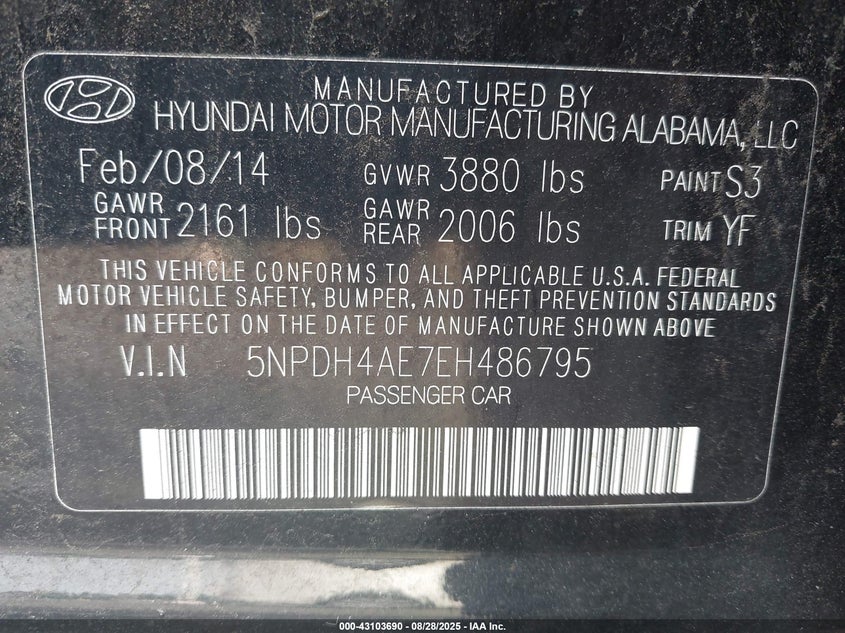 MANUFACTURED BY
HYUNDAI MOTOR MANUFACTURING ALABAMA, LLC
Feb/08/14 GVWR 3880 lbs PAINT S3
GAWR FRONT 2161 lbs GAWR REAR 2006 lbs TRIM YF
THIS VEHICLE CONFORMS TO ALL APPLICABLE U.S.A. FEDERAL
MOTOR VEHICLE SAFETY, BUMPER, AND THEFT PREVENTION STANDARDS
IN EFFECT ON THE DATE OF MANUFACTURE SHOWN ABOVE.
V.I.N 5NPDH4AE7EH486795
PASSENGER CAR
000-43103690 - 08/28/2025 - IAA Inc.